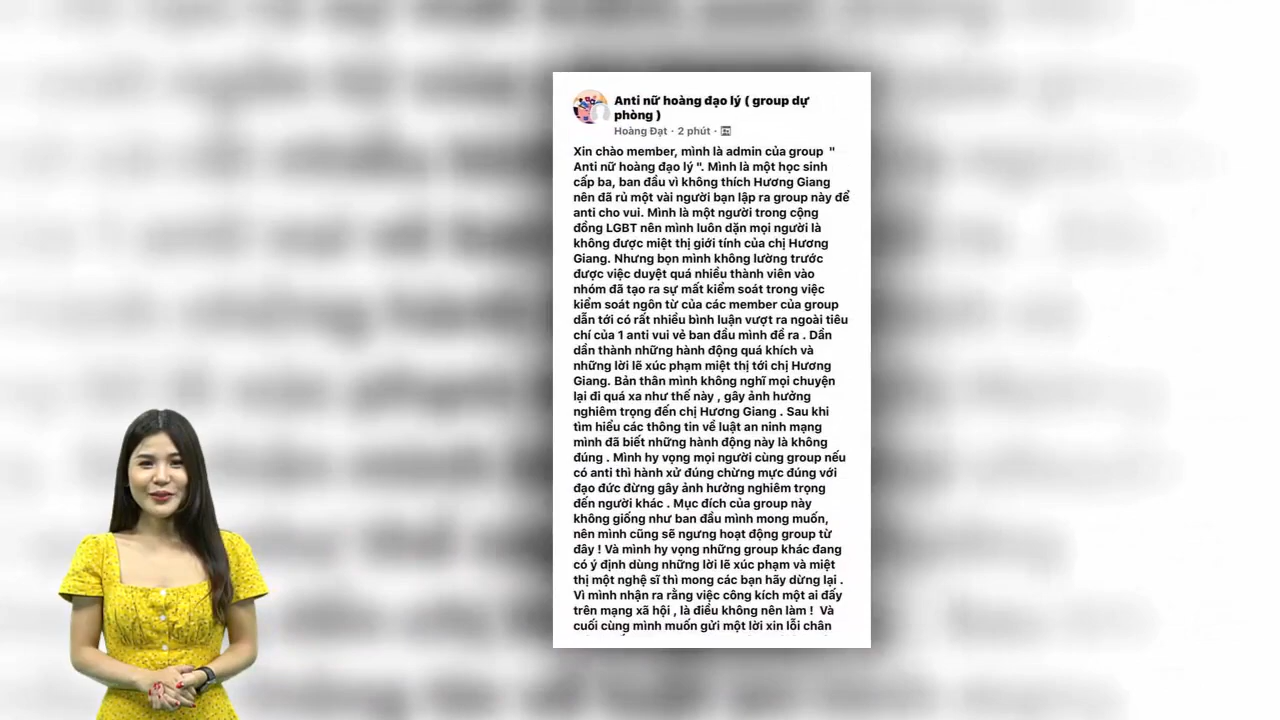 Anti nữ hoàng đạo lý ( group dự
phòng )
Hoàng Đạt · 2 phút ·
Xin chào member, mình là admin của group "
Anti nữ hoàng đạo lý ". Mình là một học sinh
cấp ba, ban đầu vì không thích Hương Giang
nên đã rủ một vài người bạn lập ra group này để
anti cho vui. Mình là một người trong cộng
đồng LGBT nên mình luôn dặn mọi người là
không được miệt thị giới tính của chị Hương
Giang. Nhưng bọn mình không lường trước
được việc duyệt quá nhiều thành viên vào
nhóm đã tạo ra sự mất kiểm soát trong việc
kiểm soát ngôn từ của các member của group
dẫn tới có rất nhiều bình luận vượt ra ngoài tiêu
chí của 1 anti vui vẻ ban đầu mình để ra . Dần
dần thành những hành động quá khích và
những lời lẽ xúc phạm miệt thị tới chị Hương
Giang. Bản thân mình không nghĩ mọi chuyện
lại đi quá xa như thế này , gây ảnh hưởng
nghiêm trọng đến chị Hương Giang . Sau khi
tìm hiểu các thông tin về luật an ninh mạng
mình đã biết những hành động này là không
đúng . Mình hy vọng mọi người cùng group nếu
có anti thì hành xử đúng chừng mực đúng với
đạo đức đừng gây ảnh hưởng nghiêm trọng
đến người khác . Mục đích của group này
không giống như ban đầu mình mong muốn,
nên mình cũng sẽ ngưng hoạt động group từ
đây ! Và mình hy vọng những group khác đang
có ý định dùng những lời lẽ xúc phạm và miệt
thị một nghệ sĩ thì mong các bạn hãy dừng lại .
Vì mình nhận ra rằng việc công kích một ai đấy
trên mạng xã hội , là điều không nên làm ! Và
cuối cùng mình muốn gửi một lời xin lỗi chân